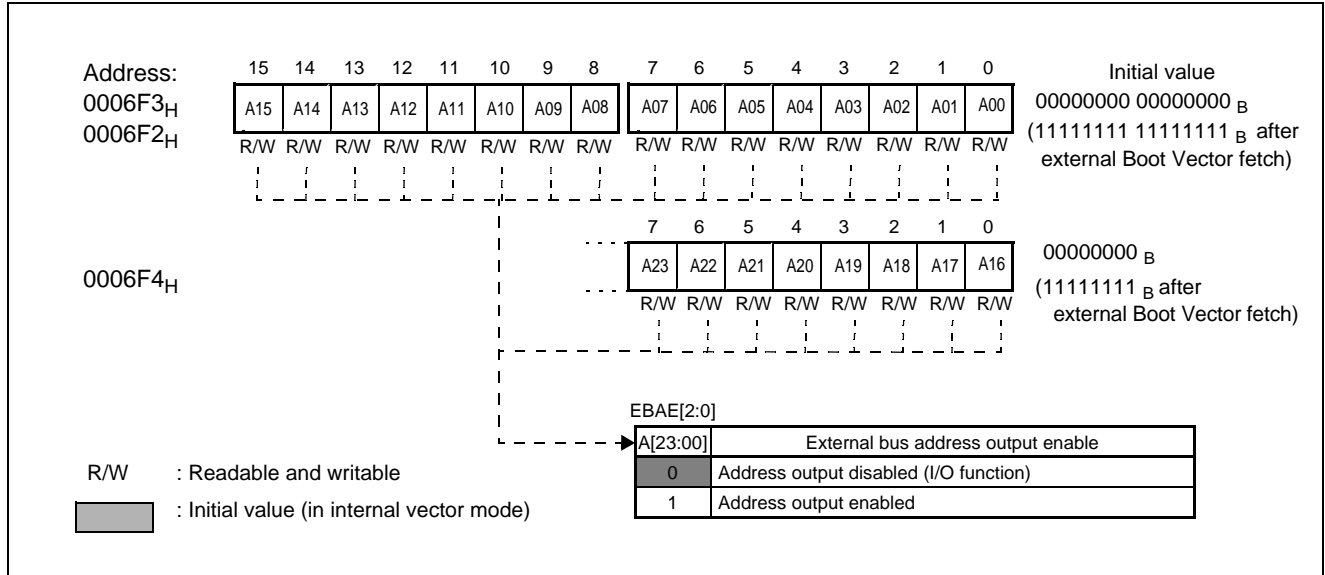 Address:
15 14 13 12 11 10 9 8 7 6 5 4 3 2 1 0
Initial value
0006F3H
A15 A14 A13 A12 A11 A10 A09 A08 A07 A06 A05 A04 A03 A02 A01 A00
00000000 00000000 B
0006F2H
R/W R/W R/W R/W R/W R/W R/W R/W R/W R/W R/W R/W R/W R/W R/W R/W
(11111111 11111111 B after
external Boot Vector fetch)
7 6 5 4 3 2 1 0
0006F4H
A23 A22 A21 A20 A19 A18 A17 A16
00000000 B
R/W R/W R/W R/W R/W R/W R/W R/W
(11111111 B after
external Boot Vector fetch)
EBAE[2:0]
A[23:00] External bus address output enable
0 Address output disabled (I/O function)
1 Address output enabled
R/W : Readable and writable
: Initial value (in internal vector mode)